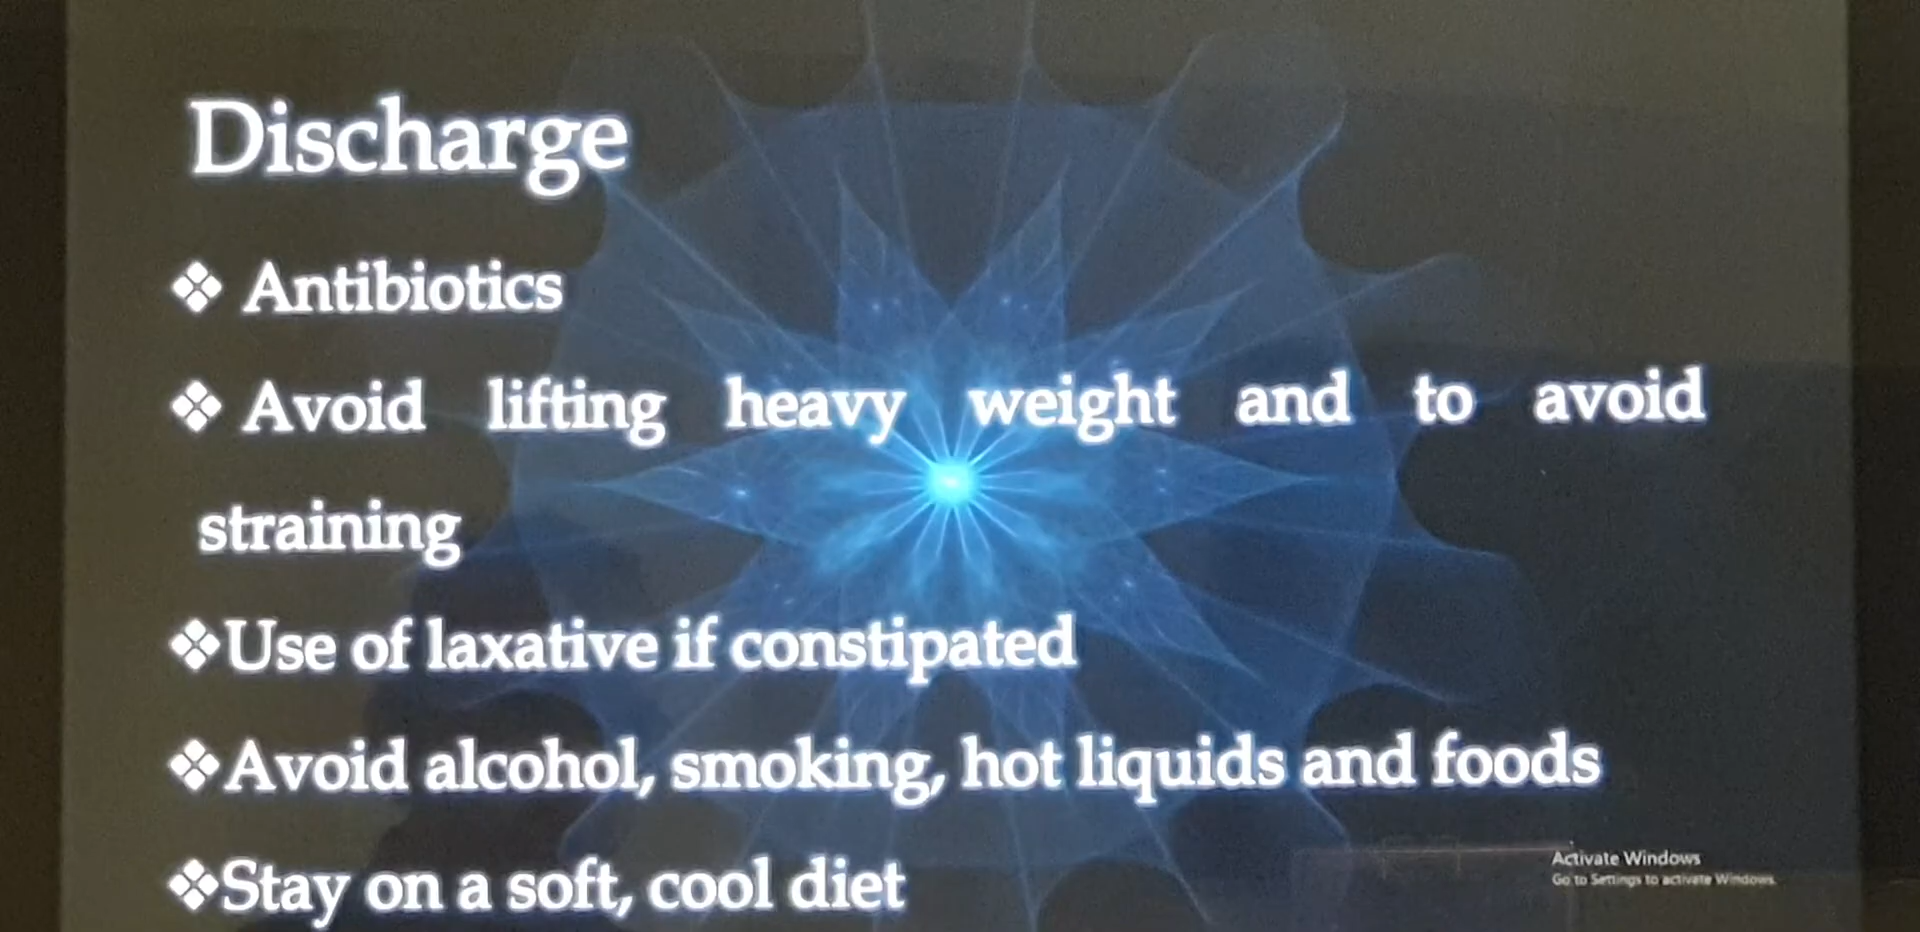 Discharge
❖ Antibiotics
❖ Avoid lifting heavy weight and to avoid
straining
❖Use of laxative if constipated
❖Avoid alcohol, smoking, hot liquids and foods
❖Stay on a soft, cool diet
Activate Windows
Go to Settings to activate Windows.